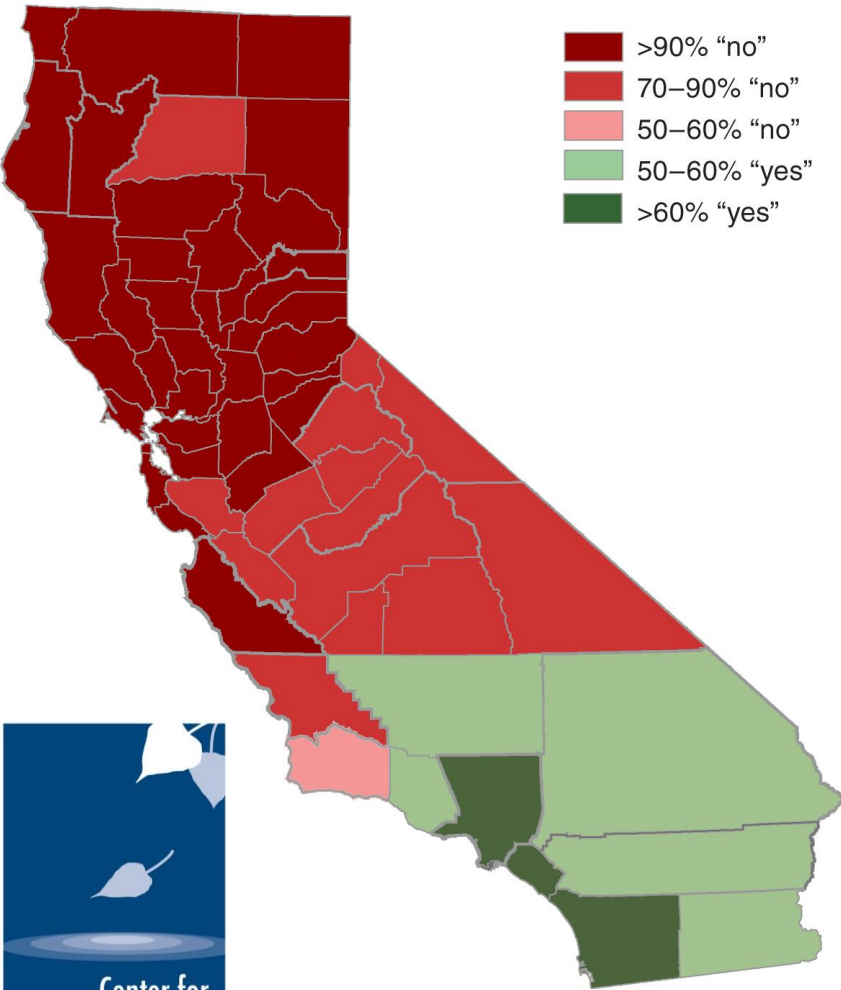 >90% “no”
70–90% “no”
50–60% “no”
50–60% “yes”
>60% “yes”
Center for